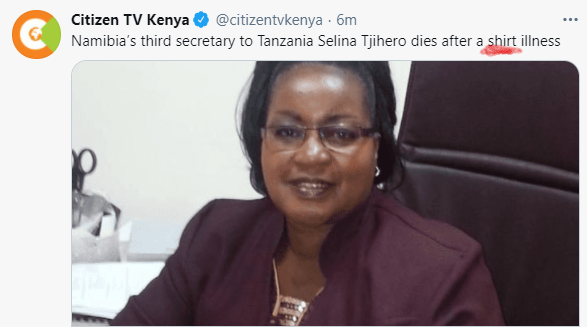 Citizen TV Kenya @citizentvkenya · 6m
Namibia's third secretary to Tanzania Selina Tjihero dies after a shirt illness